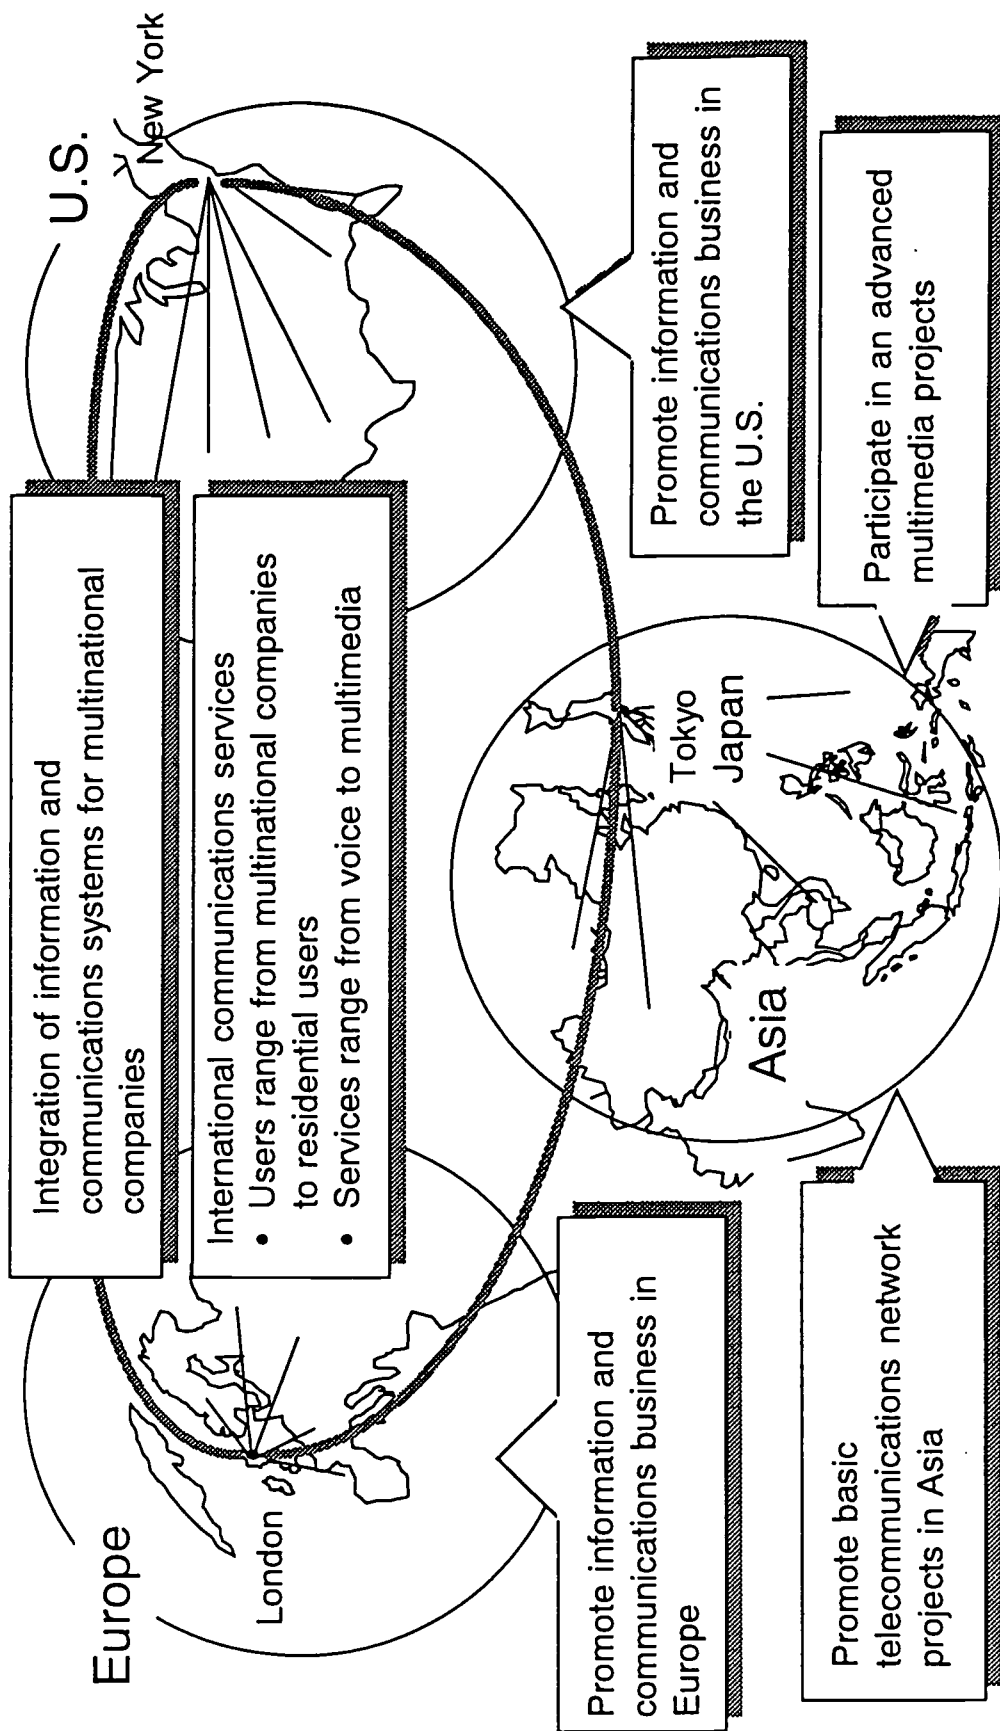 Europe
U.S.
New York
London
Integration of information and
communications systems for multinational
companies
International communications services
• Users range from multinational companies
to residential users
• Services range from voice to multimedia
Tokyo
Japan
Asia
Promote information and
communications business in
Europe
Promote information and
communications business in
the U.S.
Promote basic
telecommunications network
projects in Asia
Participate in an advanced
multimedia projects